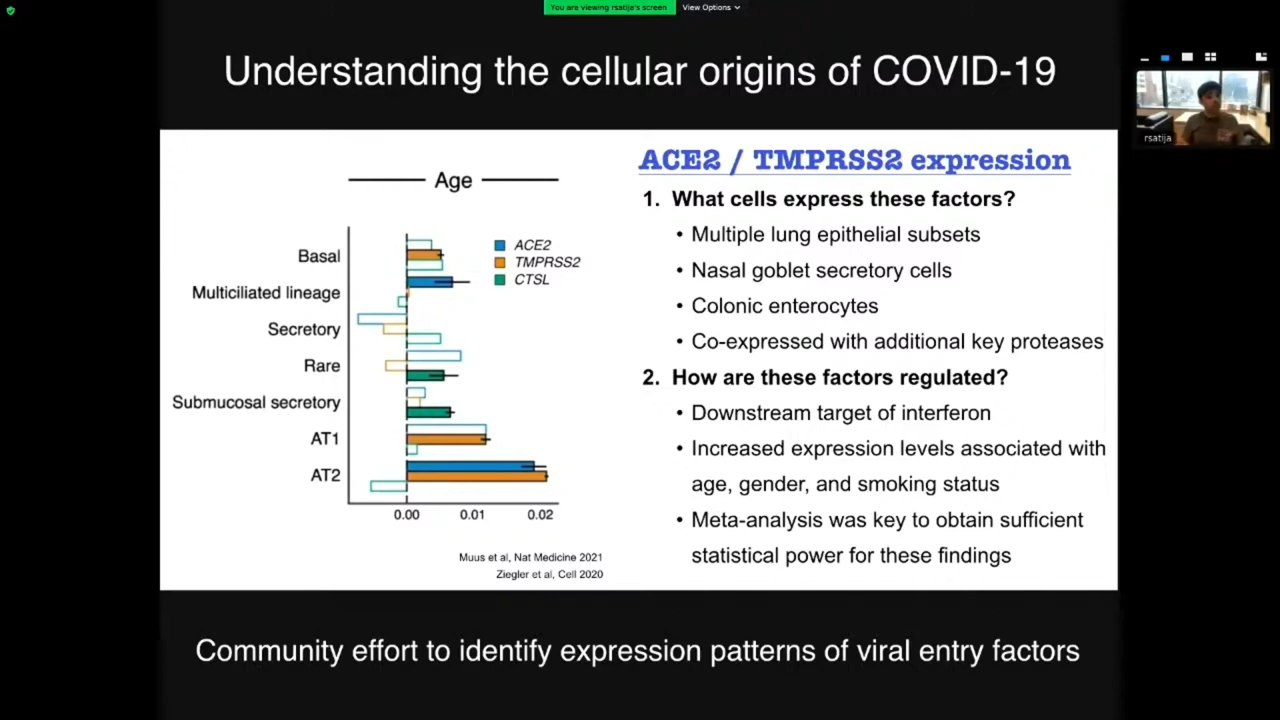 You are viewing rsatija's screen
View Options
Understanding the cellular origins of COVID-19
rsatija
Age
ACE2
TMPRSS2
CTSL
Basal
Multiciliated lineage
Secretory
Rare
Submucosal secretory
AT1
AT2
0.00 0.01 0.02
Muus et al, Nat Medicine 2021
Ziegler et al, Cell 2020
ACE2 / TMPRSS2 expression
1. What cells express these factors?
• Multiple lung epithelial subsets
• Nasal goblet secretory cells
• Colonic enterocytes
• Co-expressed with additional key proteases
2. How are these factors regulated?
• Downstream target of interferon
• Increased expression levels associated with
age, gender, and smoking status
• Meta-analysis was key to obtain sufficient
statistical power for these findings
Community effort to identify expression patterns of viral entry factors